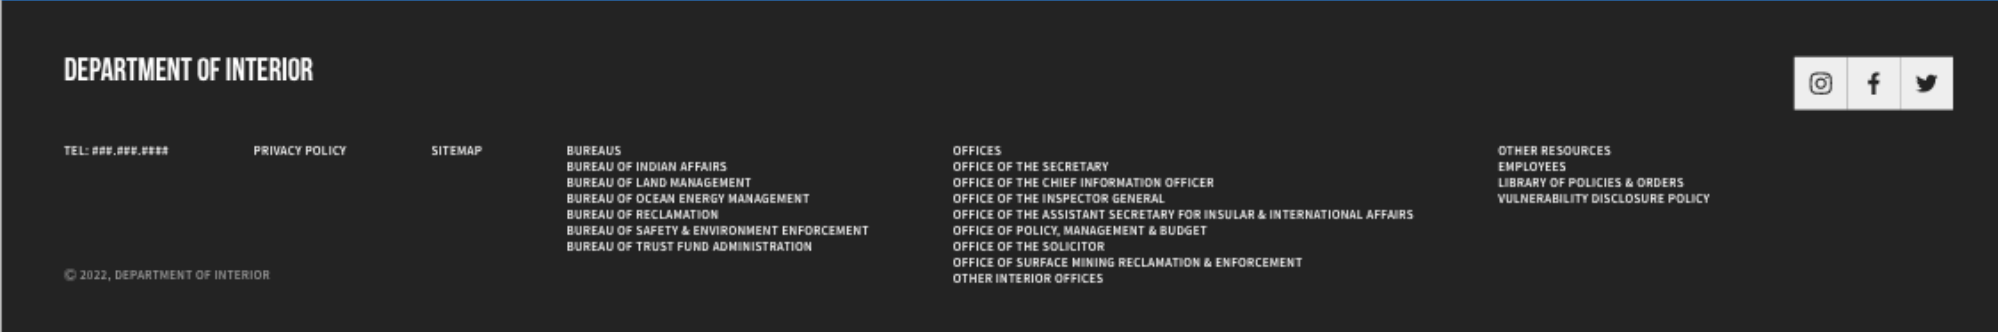 DEPARTMENT OF INTERIOR
TEL: ###.###.####
PRIVACY POLICY
SITEMAP
BUREAUS
BUREAU OF INDIAN AFFAIRS
BUREAU OF LAND MANAGEMENT
BUREAU OF OCEAN ENERGY MANAGEMENT
BUREAU OF RECLAMATION
BUREAU OF SAFETY & ENVIRONMENT ENFORCEMENT
BUREAU OF TRUST FUND ADMINISTRATION
OFFICES
OFFICE OF THE SECRETARY
OFFICE OF THE CHIEF INFORMATION OFFICER
OFFICE OF THE INSPECTOR GENERAL
OFFICE OF THE ASSISTANT SECRETARY FOR INSULAR & INTERNATIONAL AFFAIRS
OFFICE OF POLICY, MANAGEMENT & BUDGET
OFFICE OF THE SOLICITOR
OFFICE OF SURFACE MINING RECLAMATION & ENFORCEMENT
OTHER INTERIOR OFFICES
OTHER RESOURCES
EMPLOYEES
LIBRARY OF POLICIES & ORDERS
VULNERABILITY DISCLOSURE POLICY
© 2022, DEPARTMENT OF INTERIOR